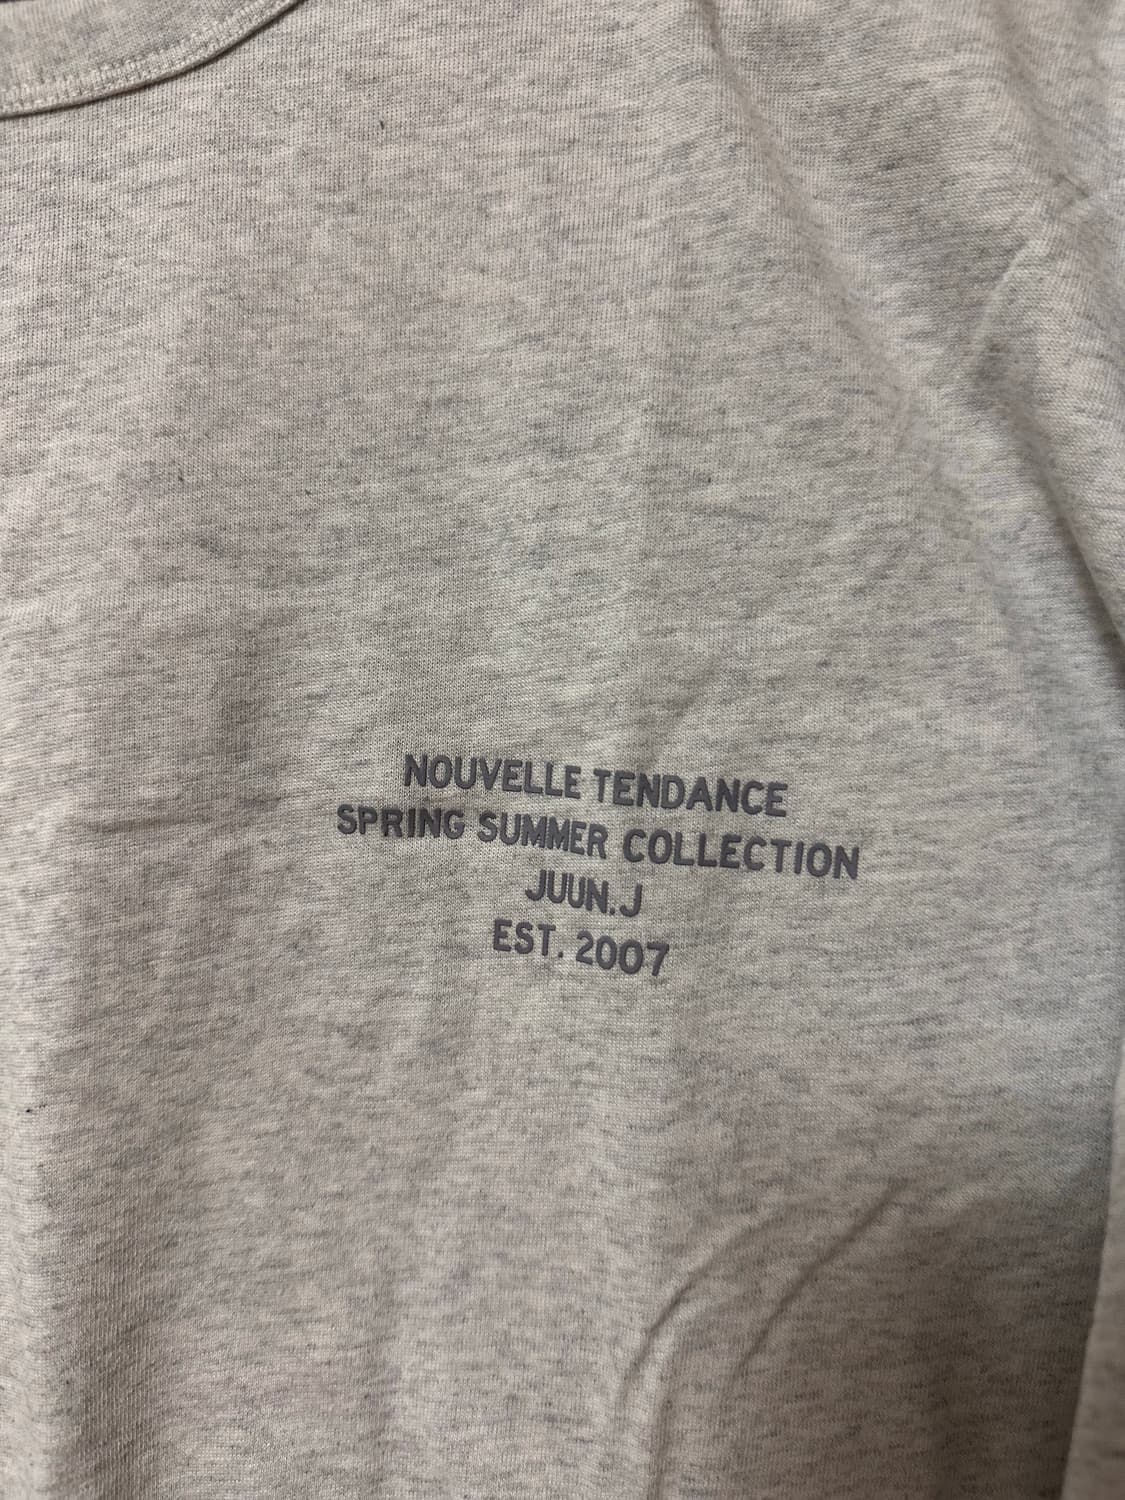 NOUVELLE TENDANCE
SPRING SUMMER COLLECTION
JUUN.J
EST. 2007